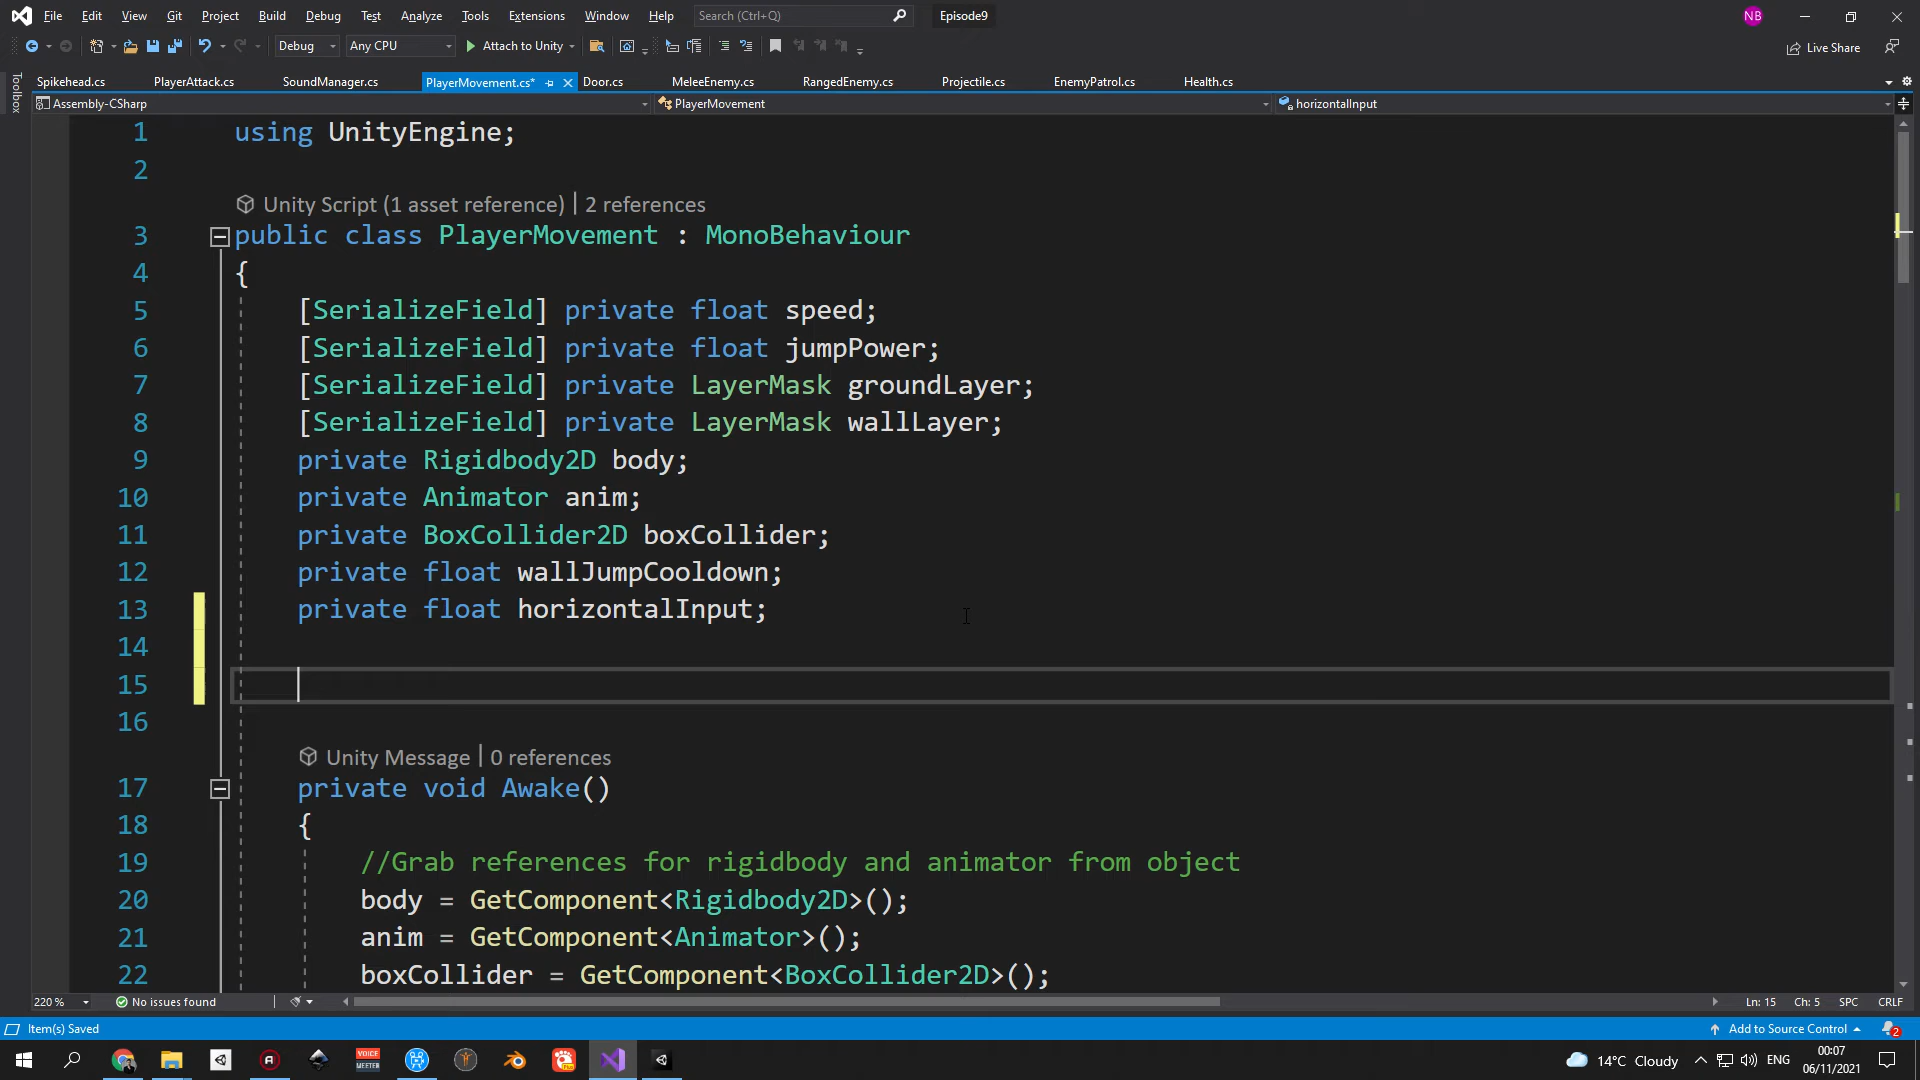 File Edit View Git Project Build Debug Test Analyze Tools Extensions Window Help Search (Ctrl+Q) Episode9 NB
Debug Any CPU Attach to Unity Live Share
Toolbox
Spikehead.cs PlayerAttack.cs SoundManager.cs PlayerMovement.cs* Door.cs MeleeEnemy.cs RangedEnemy.cs Projectile.cs EnemyPatrol.cs Health.cs
Assembly-CSharp PlayerMovement horizontalInput
1 using UnityEngine;
2
Unity Script (1 asset reference) | 2 references
3 public class PlayerMovement : MonoBehaviour
4 {
5 [SerializeField] private float speed;
6 [SerializeField] private float jumpPower;
7 [SerializeField] private LayerMask groundLayer;
8 [SerializeField] private LayerMask wallLayer;
9 private Rigidbody2D body;
10 private Animator anim;
11 private BoxCollider2D boxCollider;
12 private float wallJumpCooldown;
13 private float horizontalInput;
14
15
16
Unity Message | 0 references
17 private void Awake()
18 {
19 //Grab references for rigidbody and animator from object
20 body = GetComponent<Rigidbody2D>();
21 anim = GetComponent<Animator>();
22 boxCollider = GetComponent<BoxCollider2D>();
220 % No issues found Ln: 15 Ch: 5 SPC CRLF
Item(s) Saved Add to Source Control 2
VOICE MEETER 14°C Cloudy ENG 00:07
06/11/2021